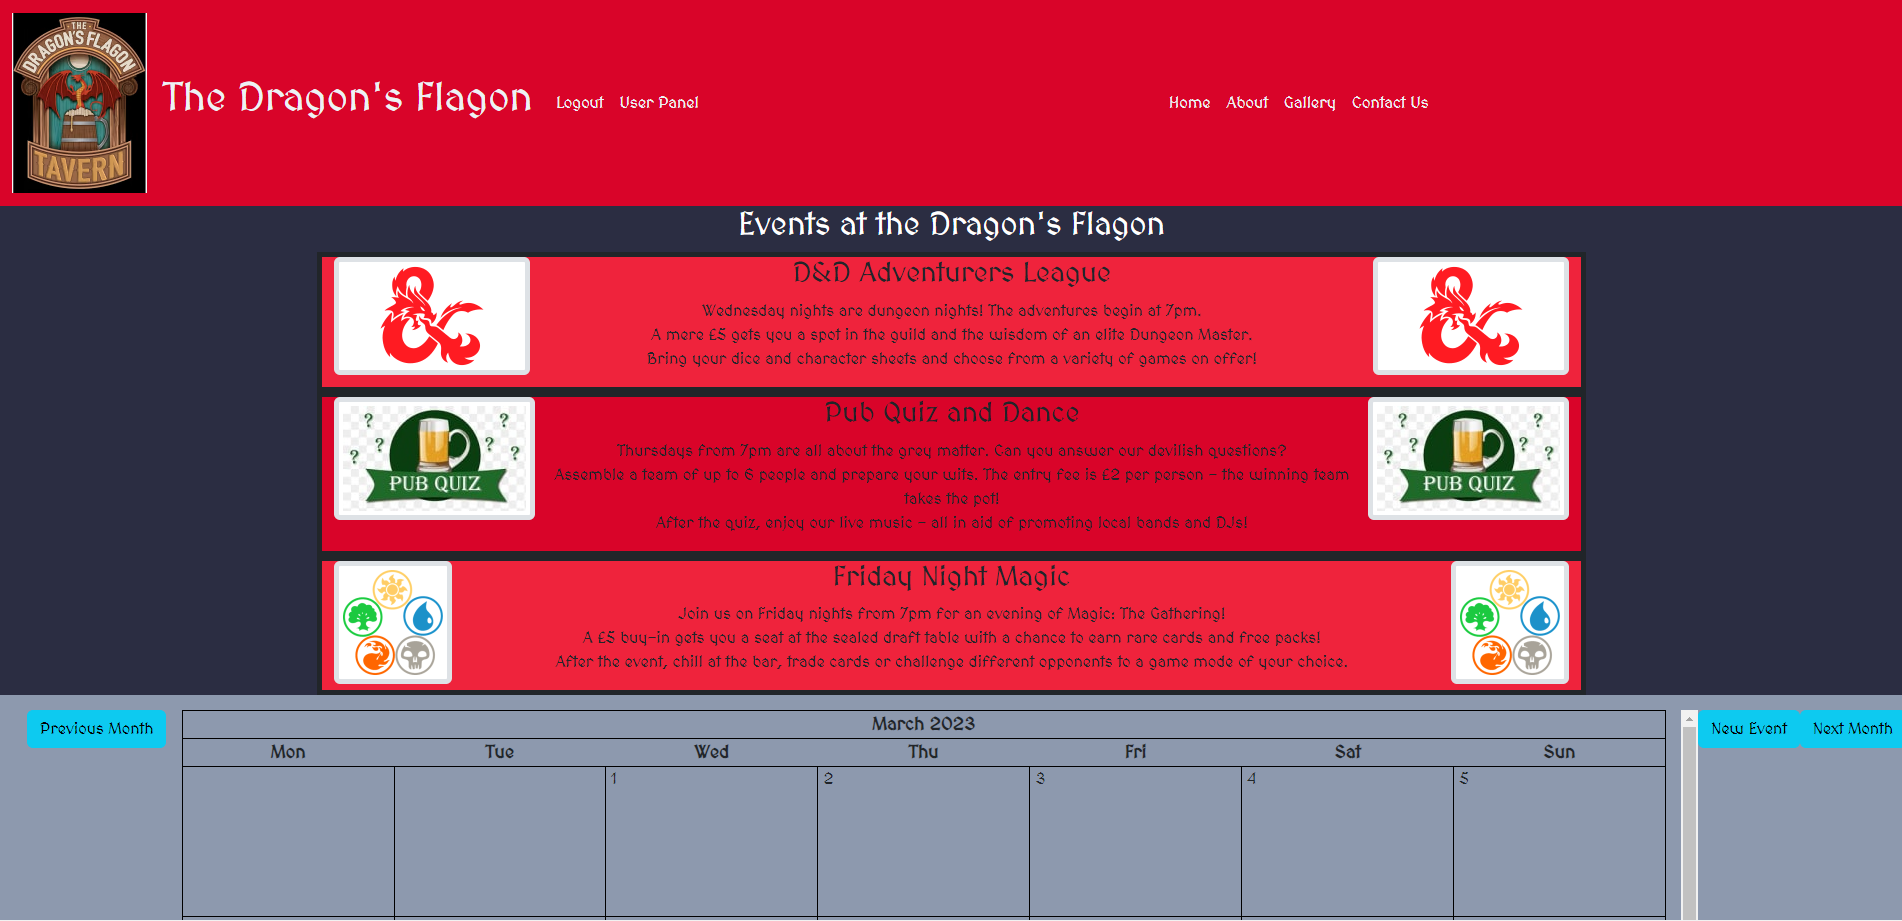 THE
DRAGON'S FLAGON
TAVERN
The Dragon's Flagon
Logout User Panel
Home About Gallery Contact Us
Events at the Dragon's Flagon
D&D Adventurers League
Wednesday nights are dungeon nights! The adventures begin at 7pm.
A mere £5 gets you a spot in the guild and the wisdom of an elite Dungeon Master.
Bring your dice and character sheets and choose from a variety of games on offer!
PUB QUIZ
Pub Quiz and Dance
Thursdays from 7pm are all about the grey matter. Can you answer our devilish questions?
Assemble a team of up to 6 people and prepare your wits. The entry fee is £2 per person - the winning team
takes the pot!
After the quiz, enjoy our live music - all in aid of promoting local bands and DJs!
PUB QUIZ
Friday Night Magic
Join us on Friday nights from 7pm for an evening of Magic: The Gathering!
A £5 buy-in gets you a seat at the sealed draft table with a chance to earn rare cards and free packs!
After the event, chill at the bar, trade cards or challenge different opponents to a game mode of your choice.
Previous Month
March 2023
New Event Next Month
Mon Tue Wed Thu Fri Sat Sun
1 2 3 4 5